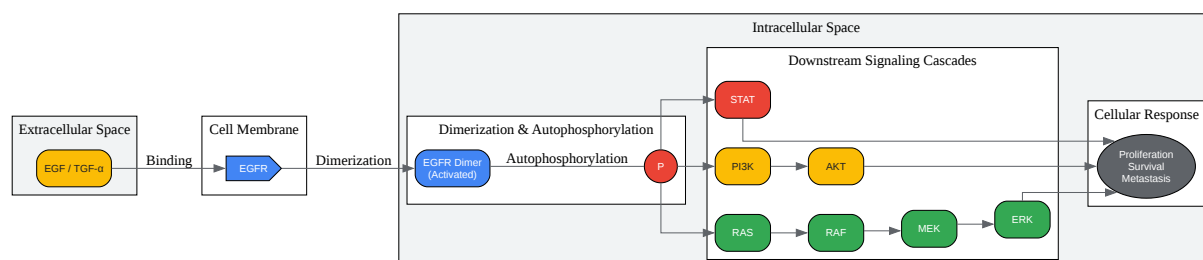 Intracellular Space
Downstream Signaling Cascades
STAT
Extracellular Space
Cell Membrane
Dimerization & Autophosphorylation
Cellular Response
EGF / TGF-α
Binding
EGFR
Dimerization
EGFR Dimer
(Activated)
Autophosphorylation
P
PI3K
AKT
Proliferation
Survival
Metastasis
RAS
RAF
MEK
ERK